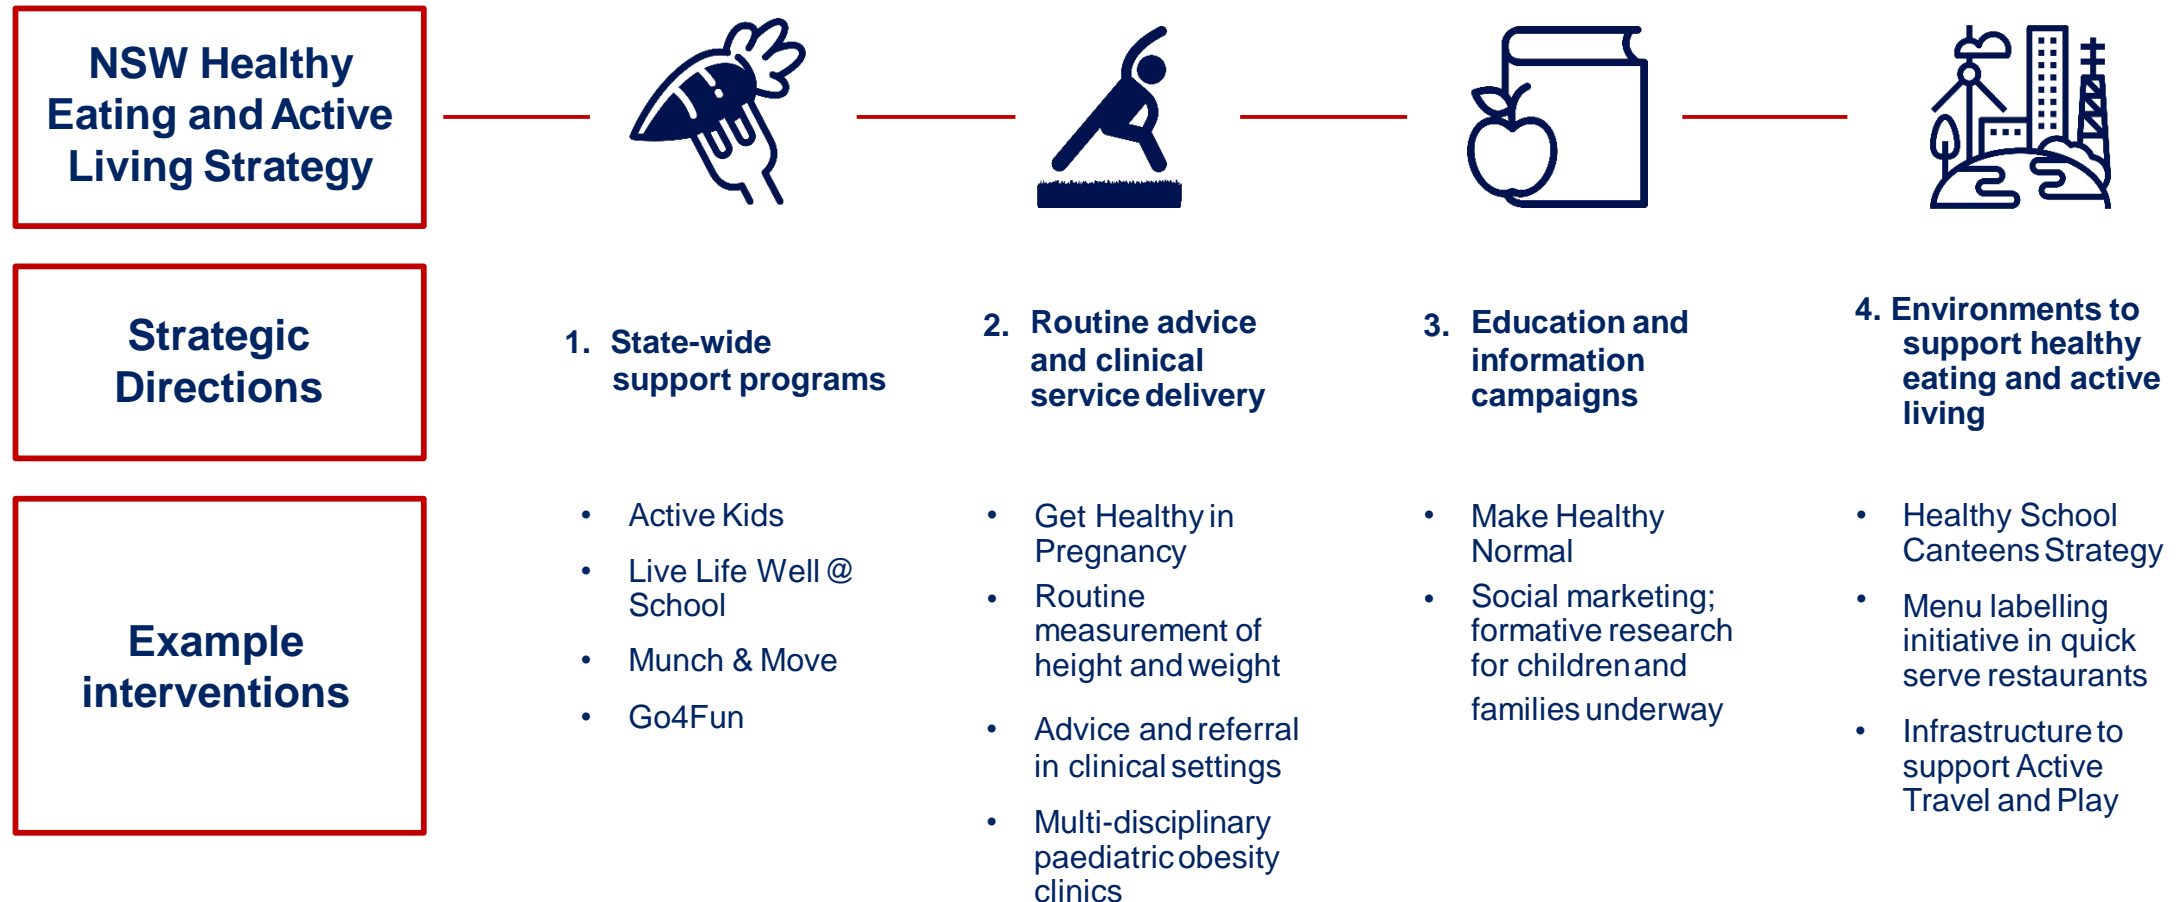 NSW Healthy
Eating and Active
Living Strategy
Strategic
Directions
1. State-wide
support programs
2. Routine advice
and clinical
service delivery
3. Education and
information
campaigns
4. Environments to
support healthy
eating and active
living
Example
interventions
• Active Kids
• Live Life Well @
School
• Munch & Move
• Go4Fun
• Get Healthy in
Pregnancy
• Routine
measurement of
height and weight
• Advice and referral
in clinical settings
• Multi-disciplinary
paediatric obesity
clinics
• Make Healthy
Normal
• Social marketing;
formative research
for children and
families underway
• Healthy School
Canteens Strategy
• Menu labelling
initiative in quick
serve restaurants
• Infrastructure to
support Active
Travel and Play